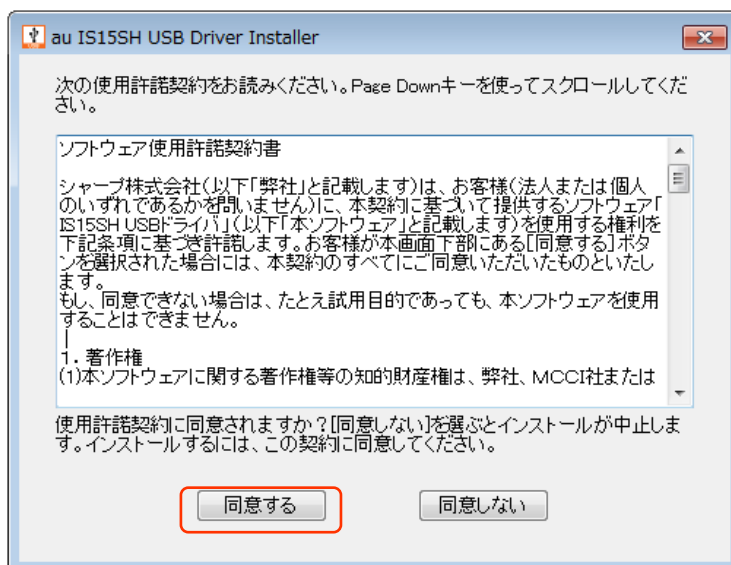 au IS15SH USB Driver Installer
次の使用許諾契約をお読みください。Page Downキーを使ってスクロールしてくだ
さい。
ソフトウェア使用許諾契約書
シャープ株式会社(以下「弊社」と記載します)は、お客様(法人または個人
のいずれであるかを問いません)に、本契約に基づいて提供するソフトウェア「
IS15SH USBドライバ」(以下「本ソフトウェア」と記載します)を使用する権利を
下記条項に基づき許諾します。お客様が本画面下部にある[同意する]ボタ
ンを選択された場合には、本契約のすべてにご同意いただいたものといたし
ます。
もし、同意できない場合は、たとえ試用目的であっても、本ソフトウェアを使用
することはできません。
1. 著作権
(1)本ソフトウェアに関する著作権等の知的財産権は、弊社、MCCI社または
使用許諾契約に同意されますか?[同意しない]を選ぶとインストールが中止しま
す。インストールするには、この契約に同意してください。
同意する
同意しない